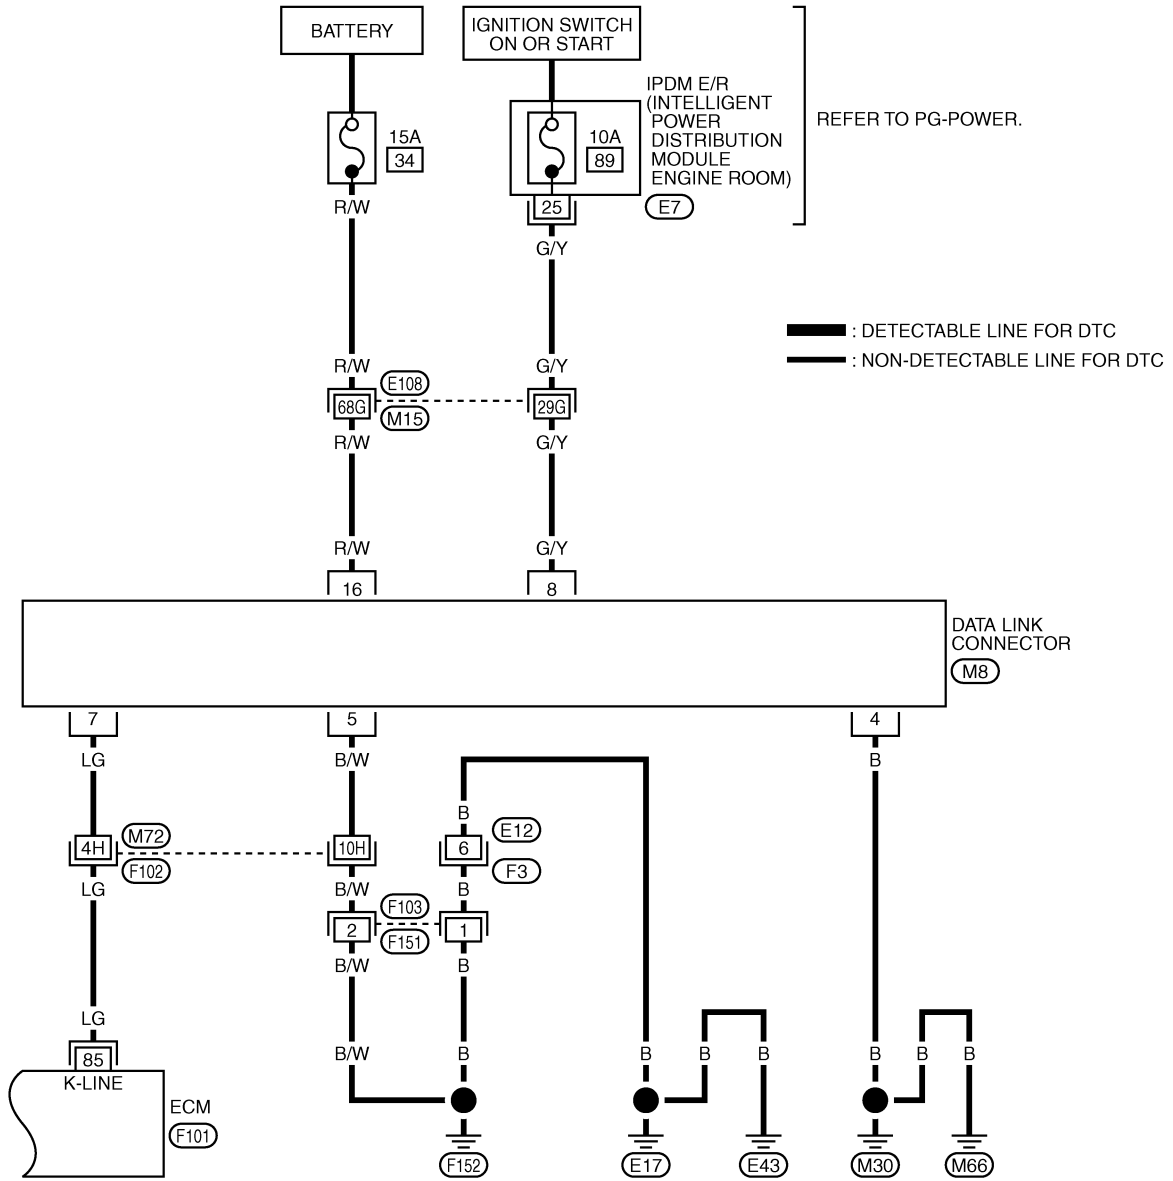 BATTERY
IGNITION SWITCH
ON OR START
IPDM E/R
(INTELLIGENT
POWER
DISTRIBUTION
MODULE
ENGINE ROOM)
REFER TO PG-POWER.
15A
34
10A
89
25
E7
R/W
G/Y
: DETECTABLE LINE FOR DTC
: NON-DETECTABLE LINE FOR DTC
R/W
G/Y
E108
68G
29G
M15
R/W
G/Y
R/W
G/Y
16
8
DATA LINK
CONNECTOR
M8
7
5
4
LG
B/W
B
B
E12
M72
4H
10H
6
F102
F3
LG
B/W
B
F103
2
1
F151
B/W
B
LG
B/W
B
B
B
B
B
B
B
85
K-LINE
ECM
F101
F152
E17
E43
M30
M66